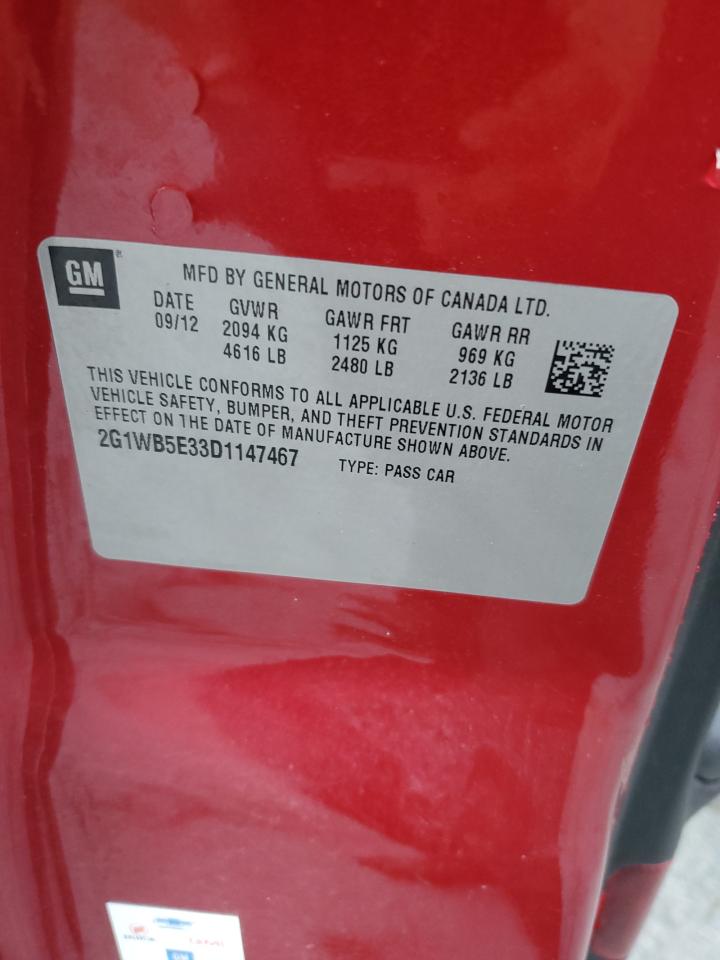 GM
MFD BY GENERAL MOTORS OF CANADA LTD.
DATE GVWR GAWR FRT GAWR RR
09/12 2094 KG 1125 KG 969 KG
4616 LB 2480 LB 2136 LB
THIS VEHICLE CONFORMS TO ALL APPLICABLE U.S. FEDERAL MOTOR
VEHICLE SAFETY, BUMPER, AND THEFT PREVENTION STANDARDS IN
EFFECT ON THE DATE OF MANUFACTURE SHOWN ABOVE.
2G1WB5E33D1147467 TYPE: PASS CAR
GM